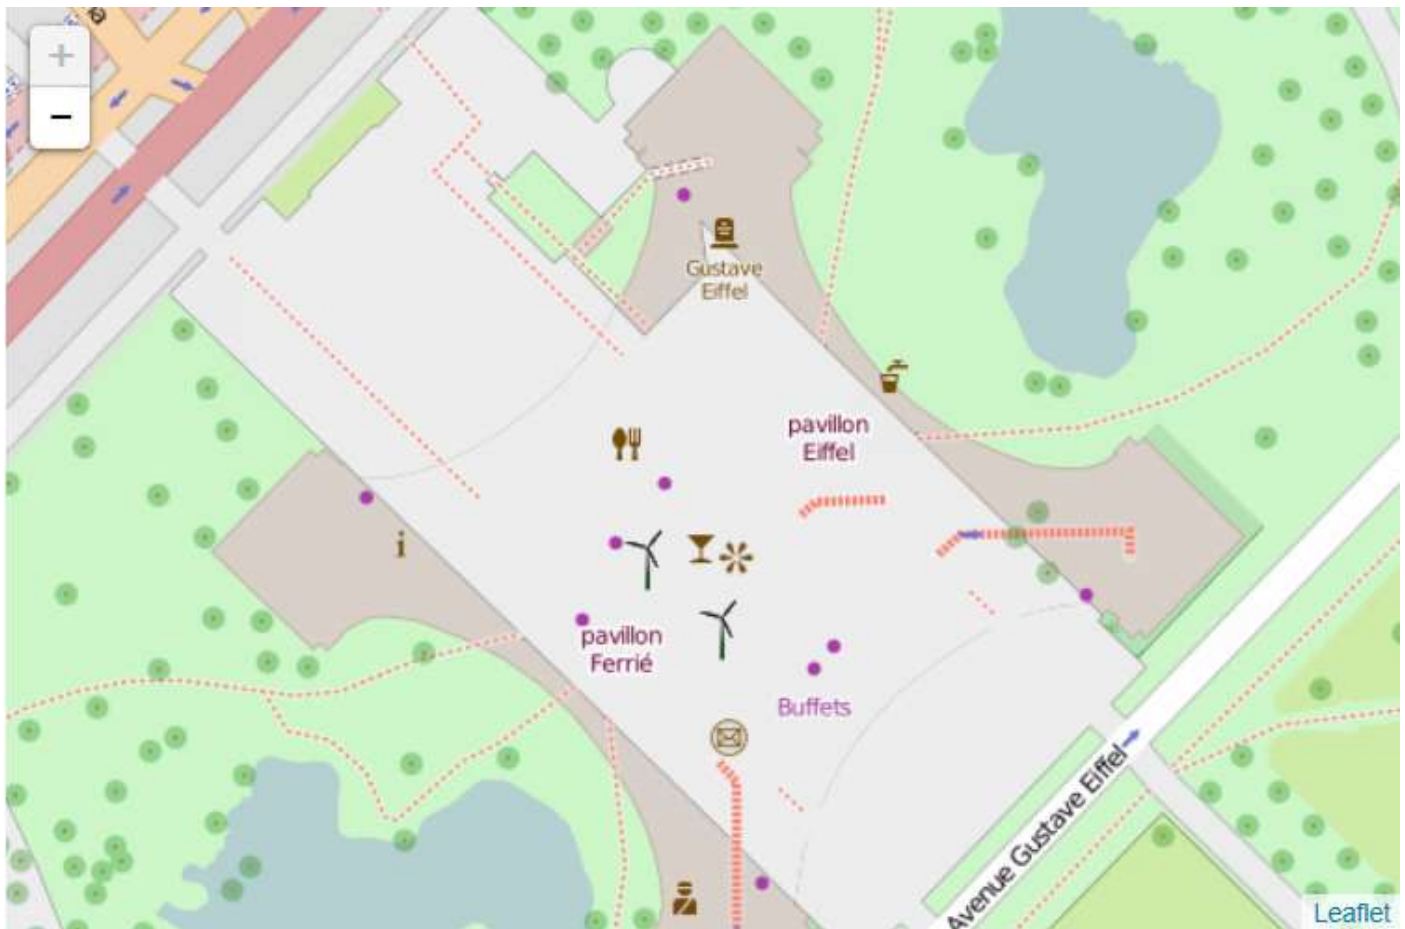 +
−
Gustave
Eiffel
pavillon
Eiffel
i
pavillon
Ferrié
Buffets
Avenue Gustave Eiffel
Leaflet